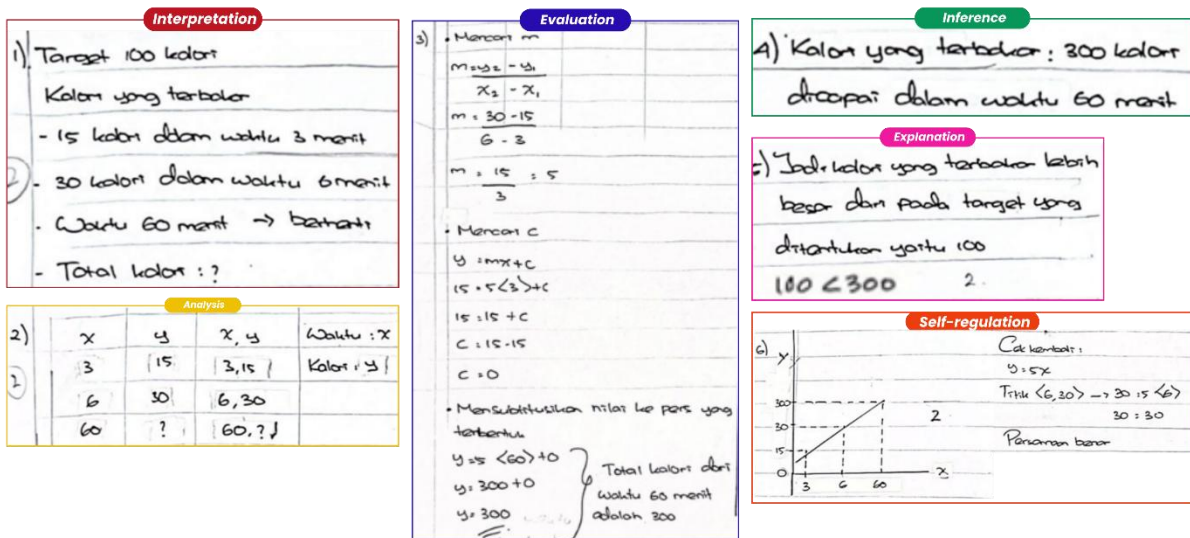 Interpretation
1) Target 100 kalori
Kalori yang terbakar
- 15 kalori dalam waktu 3 menit
2 - 30 kalori dalam waktu 6 menit
- Waktu 60 menit → berhenti
- Total kalori : ?
Analysis
2) x y x, y Waktu : x
3 15 3,15 Kalori : y
2 6 30 6,30
60 ? 60,?
Evaluation
3) • Mencari m
m = y₂ - y₁
x₂ - x₁
m = 30 - 15
6 - 3
m = 15 = 5
3
• Mencari c
y = mx + c
15 = 5<3> + c
15 = 15 + c
c = 15 - 15
c = 0
• Mensubtitusikan nilai ke pers yang
terbentuk
y = 5 <60> + 0
y = 300 + 0
y = 300
Total kalori dari
waktu 60 menit
adalah 300
Inference
4) Kalori yang terbakar : 300 kalori
dicapai dalam waktu 60 menit
Explanation
5) Jadi kalori yang terbakar lebih
besar dari pada target yang
ditentukan yaitu 100
100 < 300 2.
Self-regulation
6) y
300
30
15
0
3 6 60 x
2
Cek kembali :
y = 5x
Titik <6,30> → 30 = 5 <6>
30 = 30
Persamaan benar